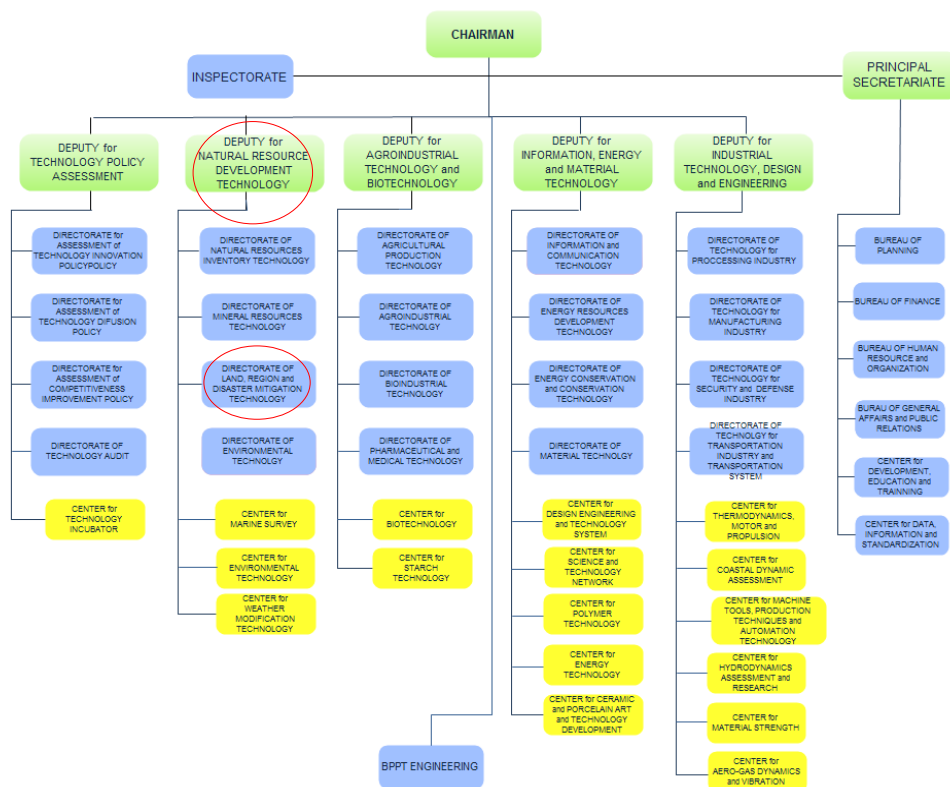 CHAIRMAN
INSPECTORATE
PRINCIPAL
SECRETARIATE
DEPUTY for
TECHNOLOGY POLICY
ASSESSMENT
DEPUTY for
NATURAL RESOURCE
DEVELOPMENT
TECHNOLOGY
DEPUTY for
AGROINDUSTRIAL
TECHNOLOGY and
BIOTECHNOLOGY
DEPUTY for
INFORMATION, ENERGY
and MATERIAL
TECHNOLOGY
DEPUTY for
INDUSTRIAL
TECHNOLOGY, DESIGN
and ENGINEERING
DIRECTORATE for
ASSESSMENT of
TECHNOLOGY INNOVATION
POLICYPOLICY
DIRECTORATE for
ASSESSMENT of
TECHNOLOGY DIFUSION
POLICY
DIRECTORATE for
ASSESSMENT of
COMPETITIVENESS
IMPROVEMENT POLICY
DIRECTORATE OF
TECHNOLOGY AUDIT
CENTER for
TECHNOLOGY
INCUBATOR
DIRECTORATE OF
NATURAL RESOURCES
INVENTORY TECHNOLOGY
DIRECTORATE OF
MINERAL RESOURCES
TECHNOLOGY
DIRECTORATE OF
LAND, REGION and
DISASTER MITIGATION
TECHNOLOGY
DIRECTORATE OF
ENVIRONMENTAL
TECHNOLGY
CENTER for
MARINE SURVEY
CENTER for
ENVIRONMENTAL
TECHNOLOGY
CENTER for
WEATHER
MODIFICATION
TECHNOLOGY
DIRECTORATE OF
AGRICULTURAL
PRODUCTION
TECHNOLOGY
DIRECTORATE OF
AGROINDUSTRIAL
TECHNOLGY
DIRECTORATE OF
BIOINDUSTRIAL
TECHNOLOGY
DIRECTORATE OF
PHARMACEUTICAL and
MEDICAL TECHNOLOGY
CENTER for
BIOTECHNOLOGY
CENTER for
STARCH
TECHNOLOGY
DIRECTORATE OF
INFORMATION and
COMMUNICATION
TECHNOLOGY
DIRECTORATE OF
ENERGY RESOURCES
DEVELOPMENT
TECHNOLOGY
DIRECTORATE OF
ENERGY CONSERVATION
and CONSERVATION
TECHNOLOGY
DIRECTORATE OF
MATERIAL TECHNOLGY
CENTER for
DESIGN ENGINEERING
and TECHNOLOGY
SYSTEM
CENTER for
SCIENCE and
TECHNOLOGY
NETWORK
CENTER for
POLYMER
TECHNOLOGY
CENTER for
ENERGY
TECHNOLOGY
CENTER for CERAMIC
and PORCELAIN ART
and TECHNOLOGY
DEVELOPMENT
DIRECTORATE OF
TECHNOLOGY for
PROCCESSING INDUSTRY
DIRECTORATE OF
TECHNOLOGY for
MANUFACTURING
INDUSTRY
DIRECTORATE OF
TECHNOLOGY for
SECURITY and DEFENSE
INDUSTRY
DIRECTORATE OF
TECHNOLGY for
TRANSPORTATION
INDUSTRY and
TRANSPORTATION
SYSTEM
CENTER for
THERMODYNAMICS,
MOTOR and
PROPULSION
CENTER for
COASTAL DYNAMIC
ASSESSMENT
CENTER for MACHINE
TOOLS, PRODUCTION
TECHNIQUES and
AUTOMATION
TECHNOLOGY
CENTER for
HYDRODYNAMICS
ASSESSMENT and
RESEARCH
CENTER for
MATERIAL STRENGTH
CENTER for
AERO-GAS DYNAMICS
and VIBRATION
BUREAU OF
PLANNING
BUREAU OF FINANCE
BUREAU OF HUMAN
RESOURCE and
ORGANIZATION
BURAU OF GENERAL
AFFAIRS and PUBLIC
RELATIONS
CENTER for
DEVELOPMENT,
EDUCATION and
TRAINNING
CENTER for DATA,
INFORMATION and
STANDARDIZATION
BPPT ENGINEERING